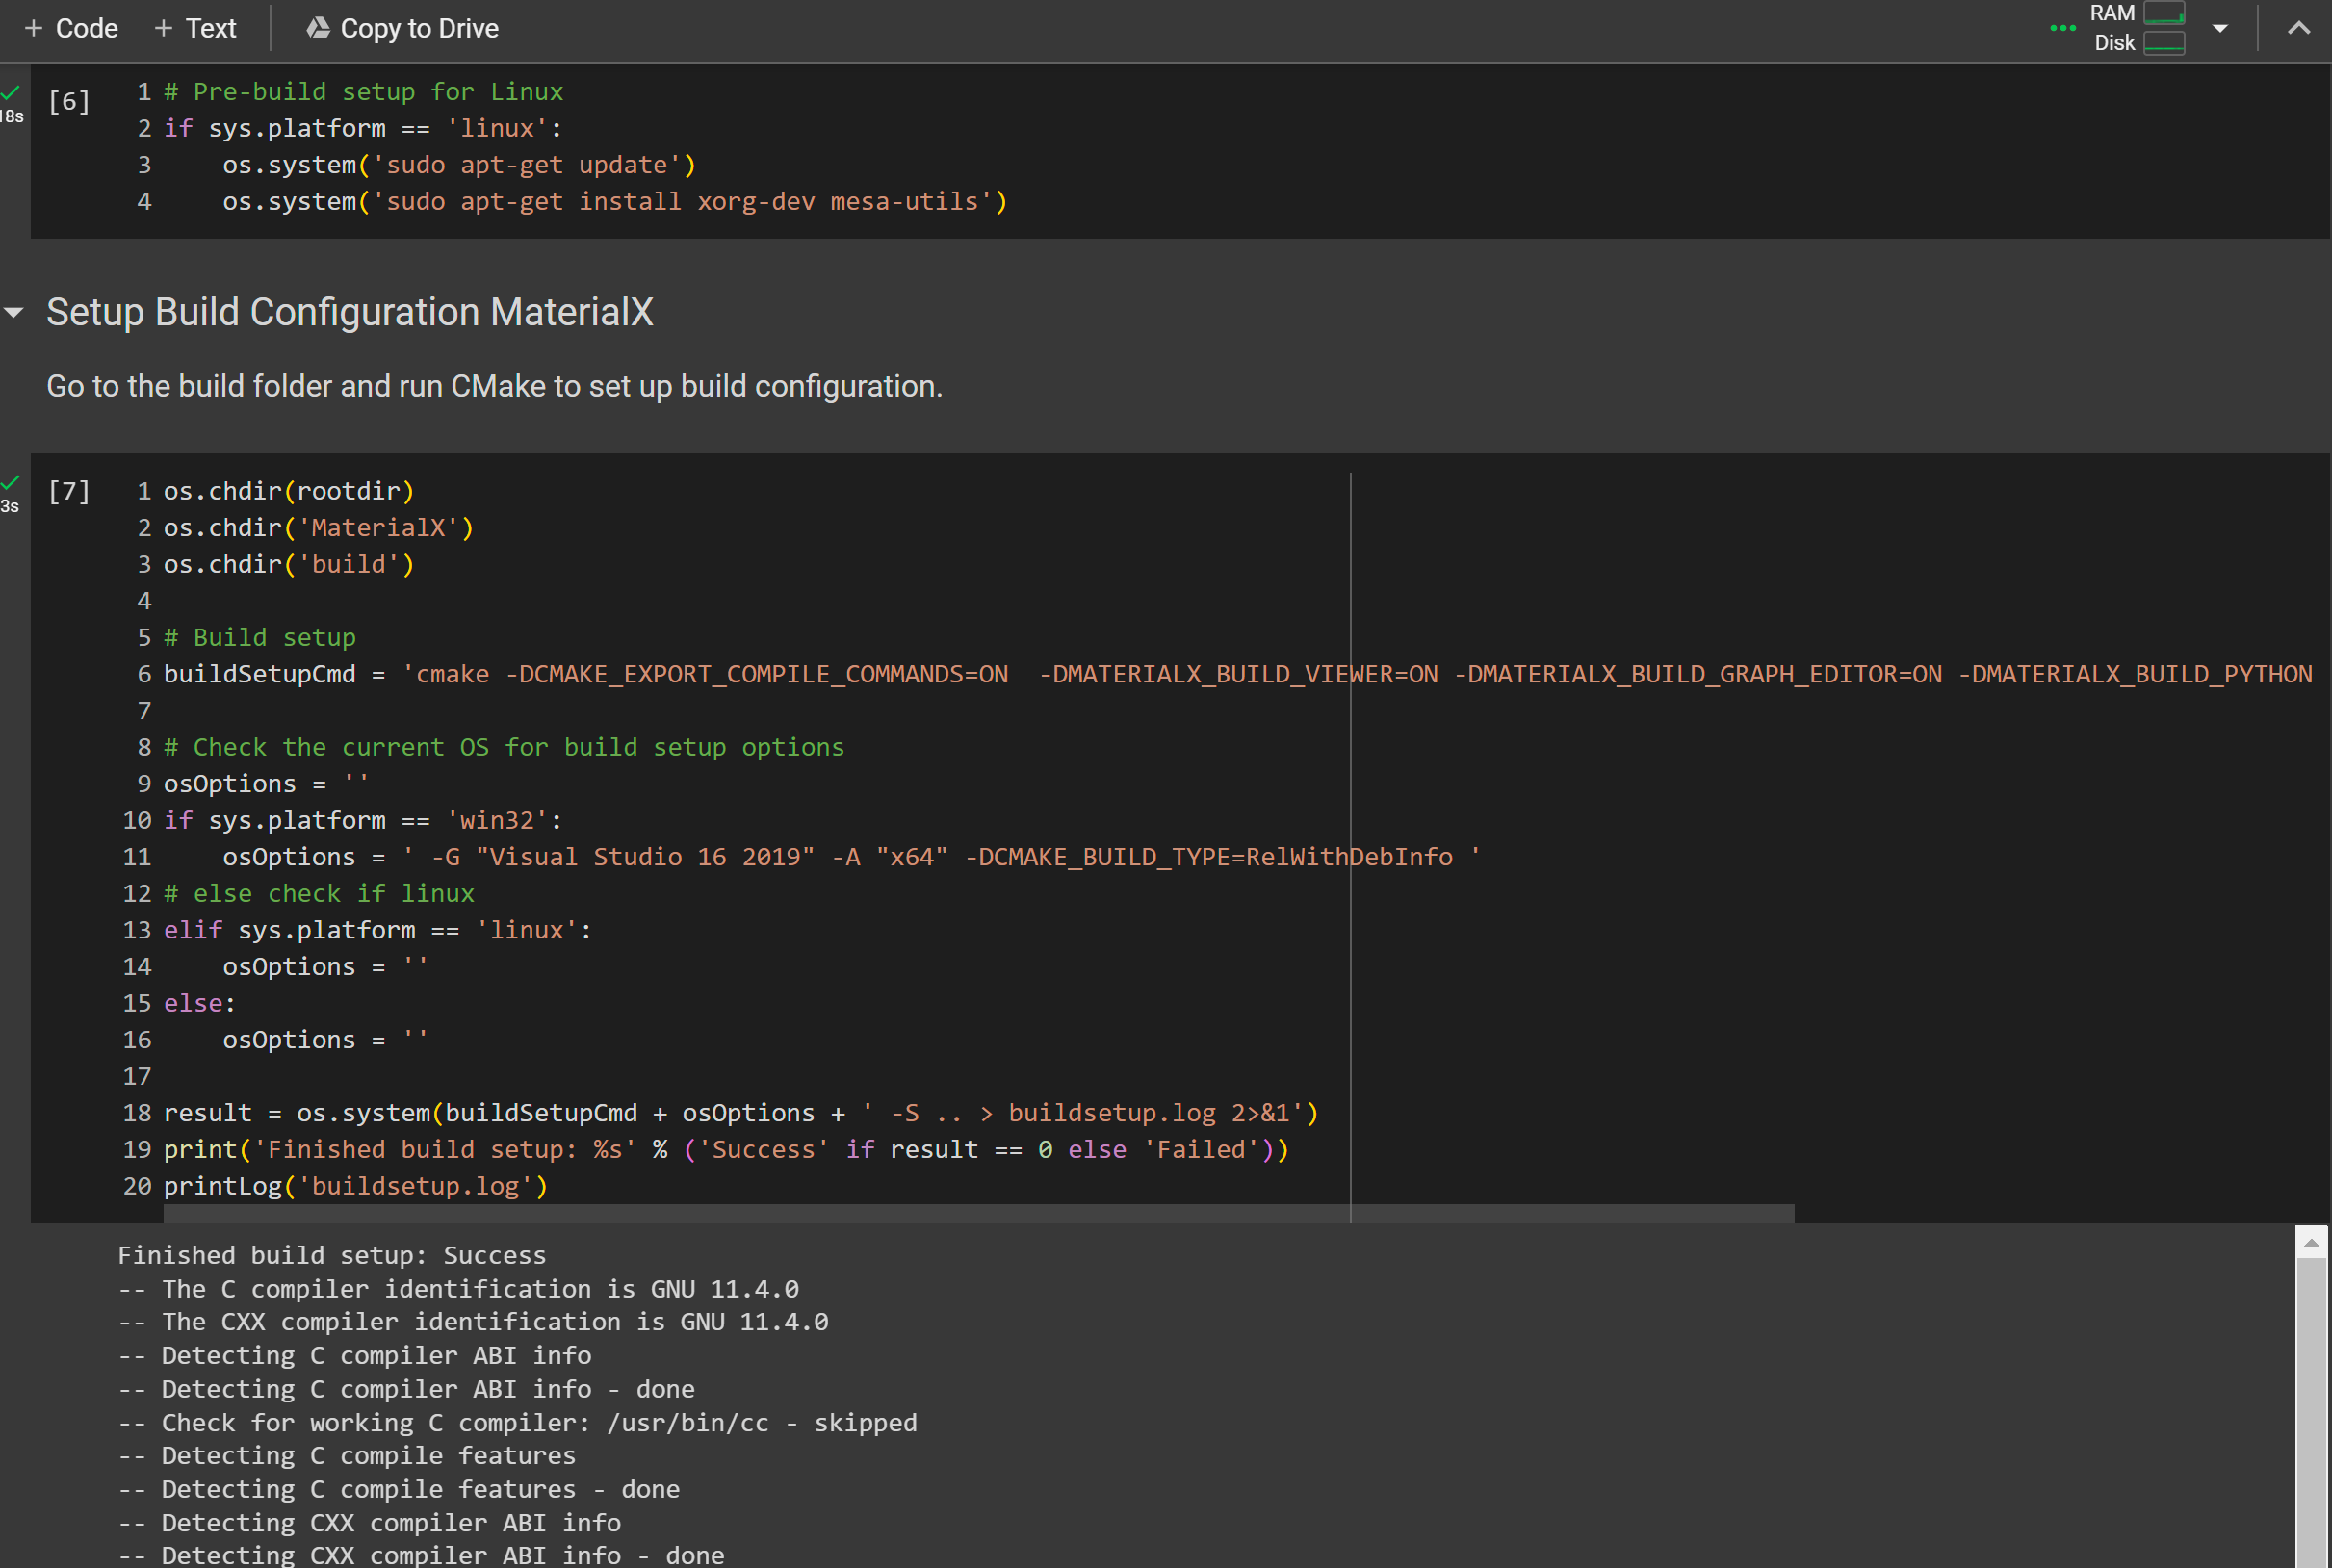 + Code + Text Copy to Drive
RAM
Disk
18s
[6]
1 # Pre-build setup for Linux
2 if sys.platform == 'linux':
3     os.system('sudo apt-get update')
4     os.system('sudo apt-get install xorg-dev mesa-utils')
Setup Build Configuration MaterialX
Go to the build folder and run CMake to set up build configuration.
3s
[7]
1 os.chdir(rootdir)
2 os.chdir('MaterialX')
3 os.chdir('build')
4
5 # Build setup
6 buildSetupCmd = 'cmake -DCMAKE_EXPORT_COMPILE_COMMANDS=ON  -DMATERIALX_BUILD_VIEWER=ON -DMATERIALX_BUILD_GRAPH_EDITOR=ON -DMATERIALX_BUILD_PYTHON
7
8 # Check the current OS for build setup options
9 osOptions = ''
10 if sys.platform == 'win32':
11     osOptions = ' -G "Visual Studio 16 2019" -A "x64" -DCMAKE_BUILD_TYPE=RelWithDebInfo '
12 # else check if linux
13 elif sys.platform == 'linux':
14     osOptions = ''
15 else:
16     osOptions = ''
17
18 result = os.system(buildSetupCmd + osOptions + ' -S .. > buildsetup.log 2>&1')
19 print('Finished build setup: %s' % ('Success' if result == 0 else 'Failed'))
20 printLog('buildsetup.log')
Finished build setup: Success
-- The C compiler identification is GNU 11.4.0
-- The CXX compiler identification is GNU 11.4.0
-- Detecting C compiler ABI info
-- Detecting C compiler ABI info - done
-- Check for working C compiler: /usr/bin/cc - skipped
-- Detecting C compile features
-- Detecting C compile features - done
-- Detecting CXX compiler ABI info
-- Detecting CXX compiler ABI info - done